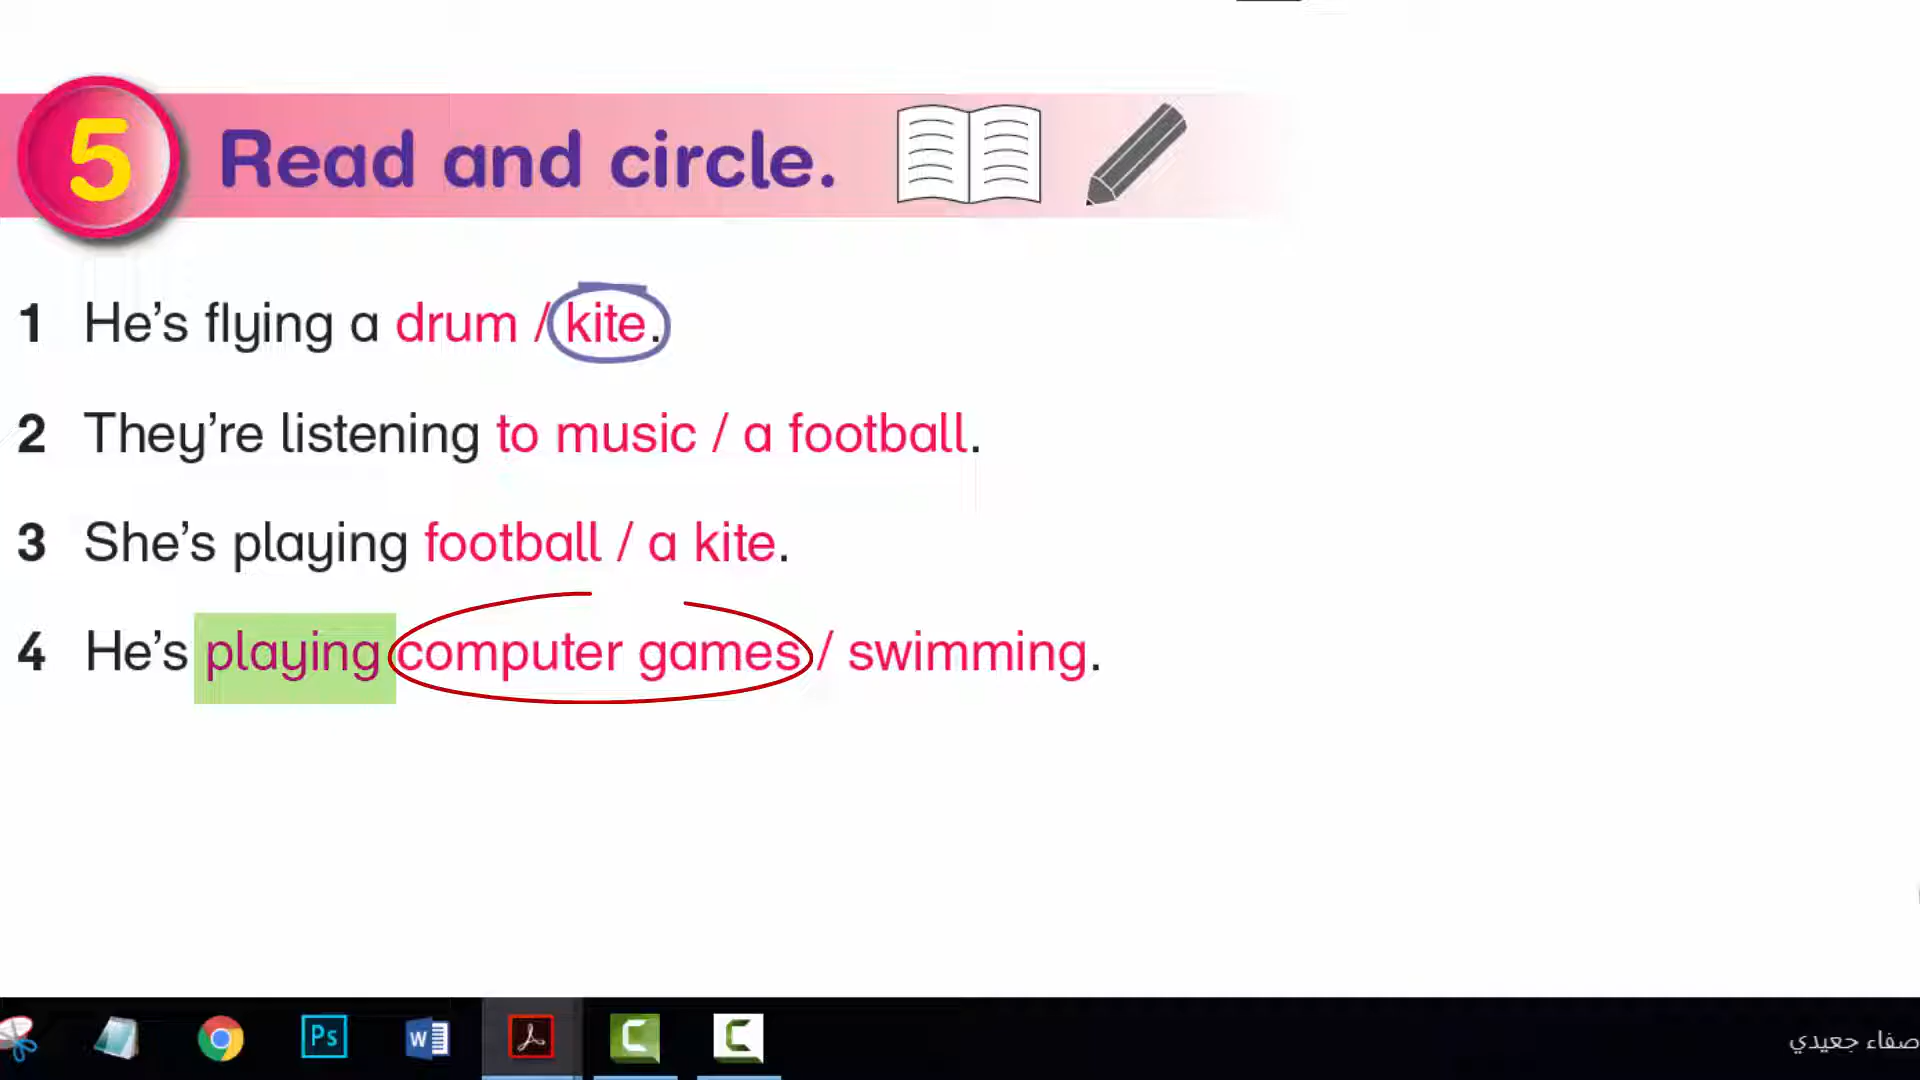 5 Read and circle.
1 He's flying a drum / kite.
2 They're listening to music / a football.
3 She's playing football / a kite.
4 He's playing computer games / swimming.
Ps
W
C
C
صفاء جعيدي